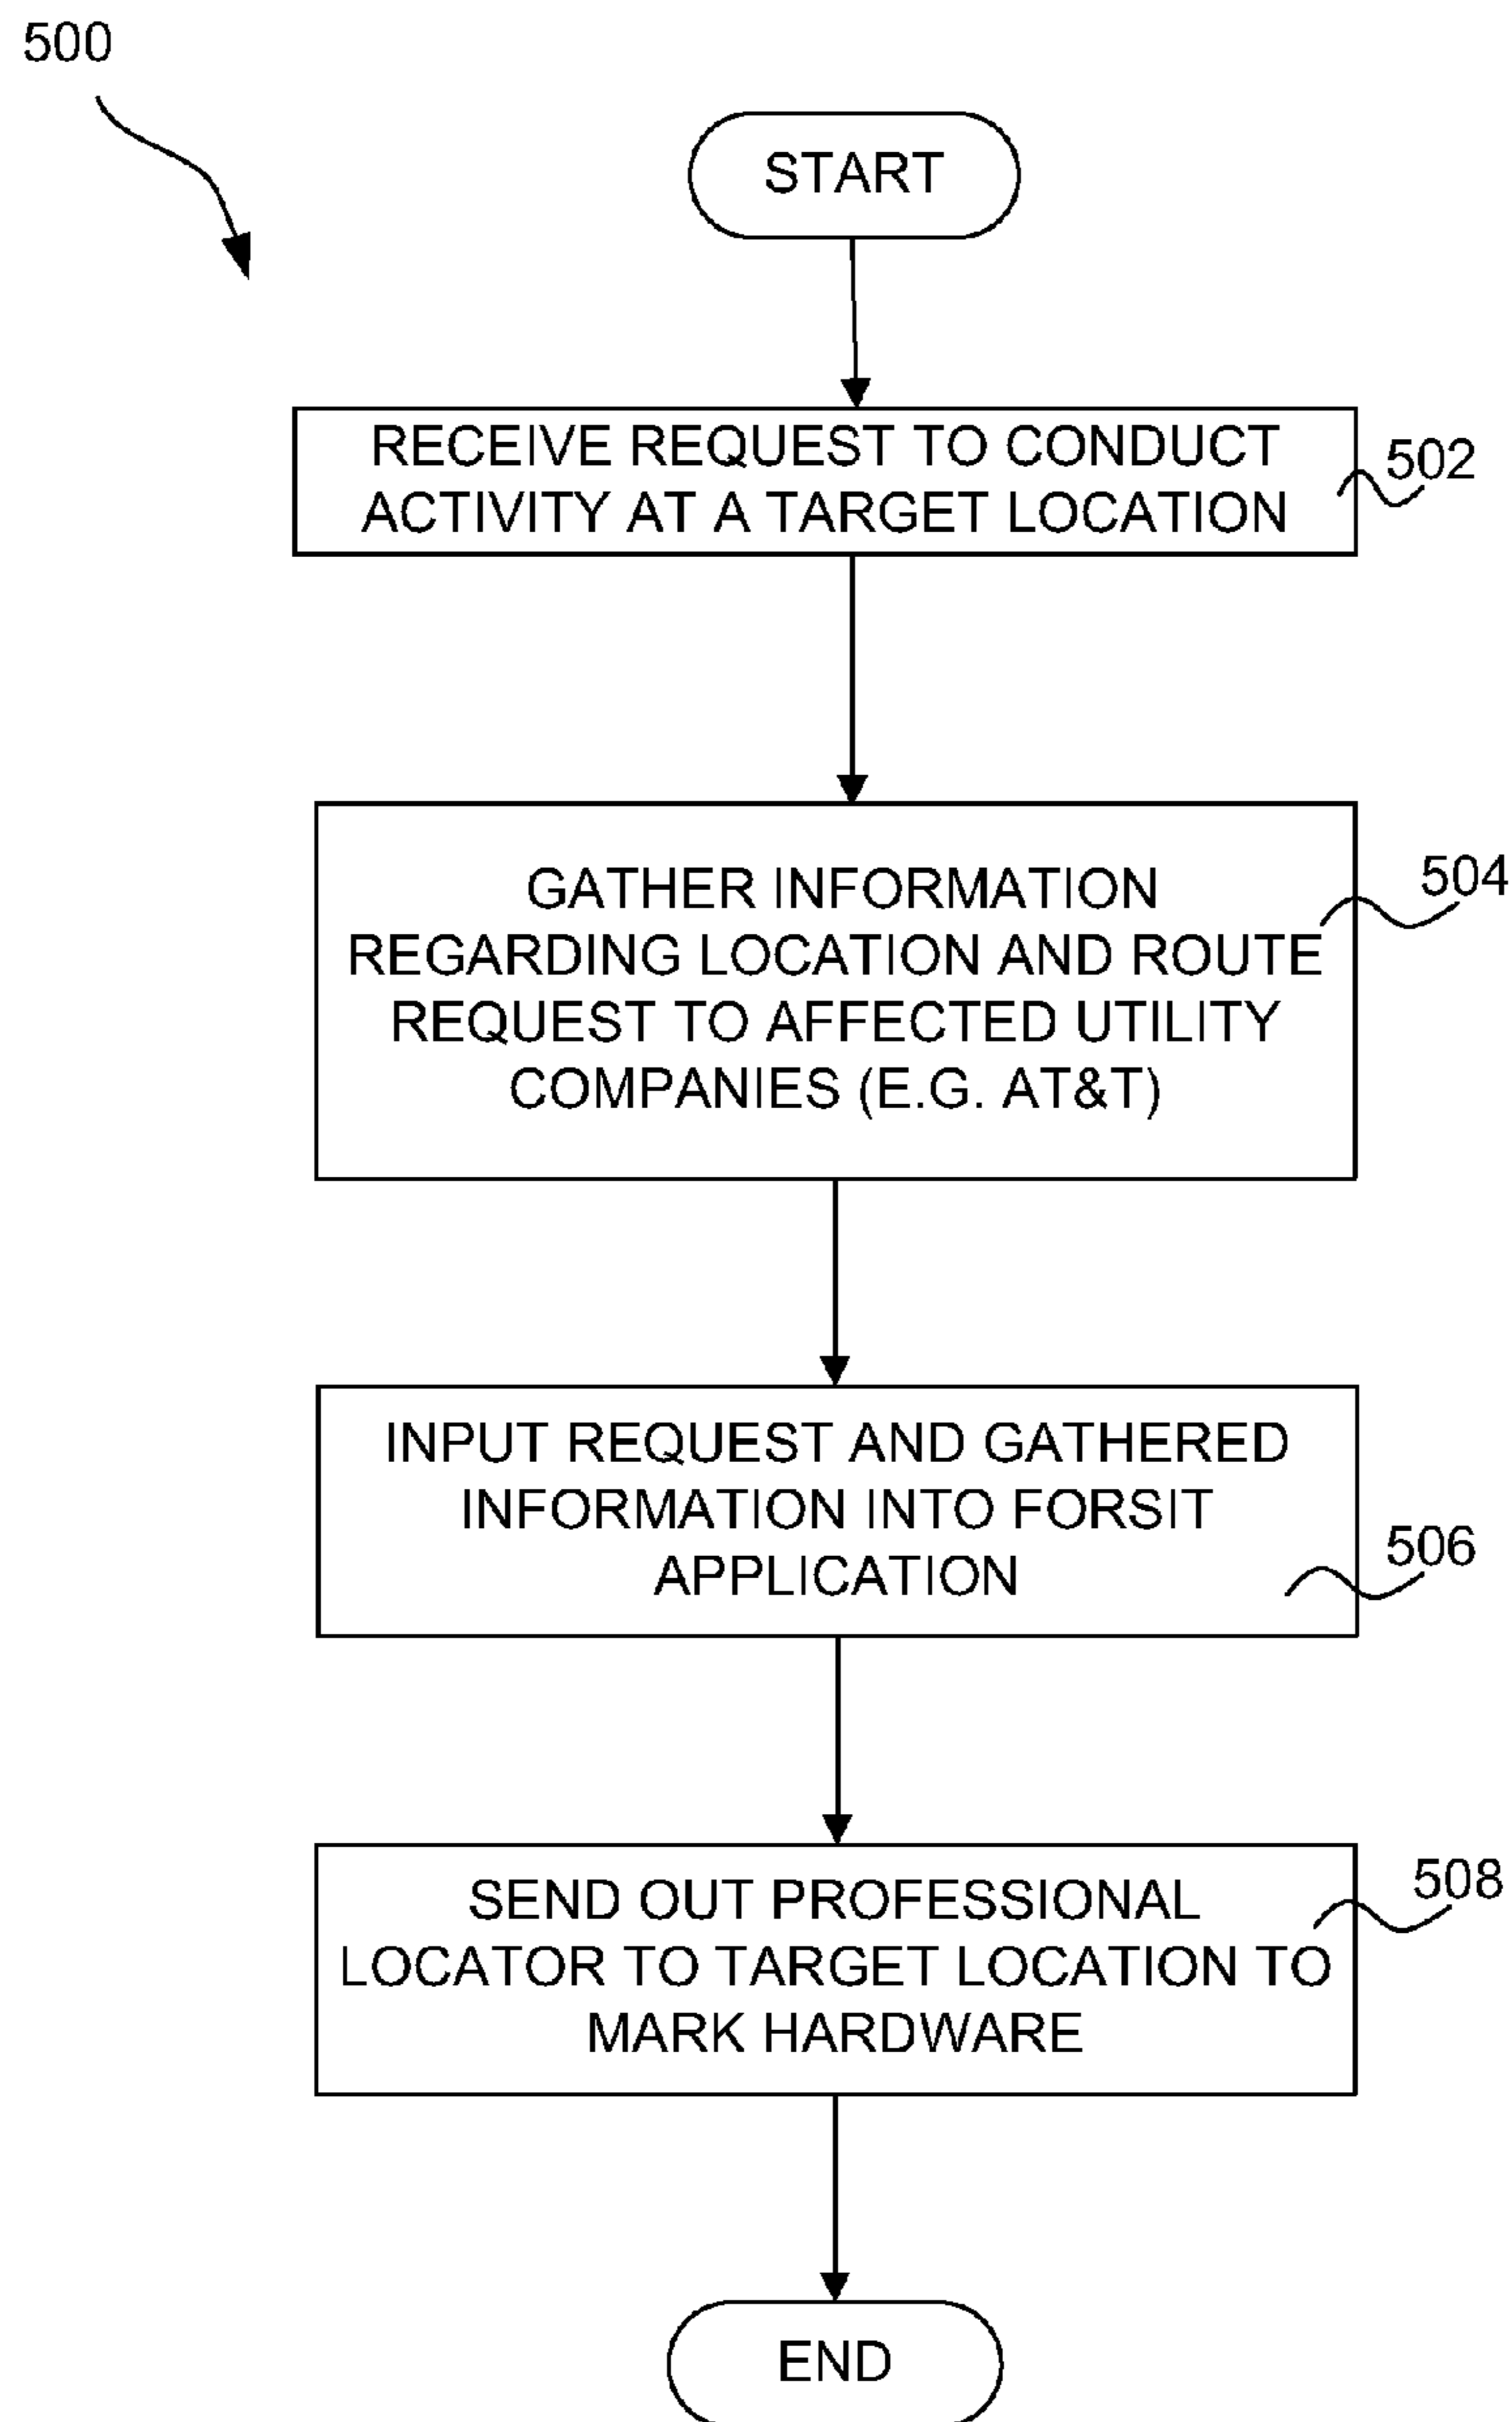 500
START
RECEIVE REQUEST TO CONDUCT
ACTIVITY AT A TARGET LOCATION
502
GATHER INFORMATION
REGARDING LOCATION AND ROUTE
REQUEST TO AFFECTED UTILITY
COMPANIES (E.G. AT&T)
504
INPUT REQUEST AND GATHERED
INFORMATION INTO FORSIT
APPLICATION
506
SEND OUT PROFESSIONAL
LOCATOR TO TARGET LOCATION TO
MARK HARDWARE
508
END